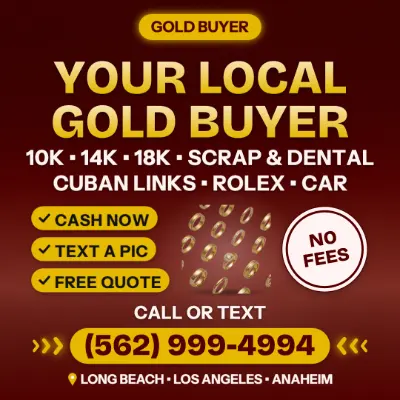 GOLD BUYER
YOUR LOCAL
GOLD BUYER
10K ▪ 14K ▪ 18K ▪ SCRAP & DENTAL
CUBAN LINKS ▪ ROLEX ▪ CAR
CASH NOW
TEXT A PIC
FREE QUOTE
NO
FEES
CALL OR TEXT
(562) 999-4994
LONG BEACH ▪ LOS ANGELES ▪ ANAHEIM